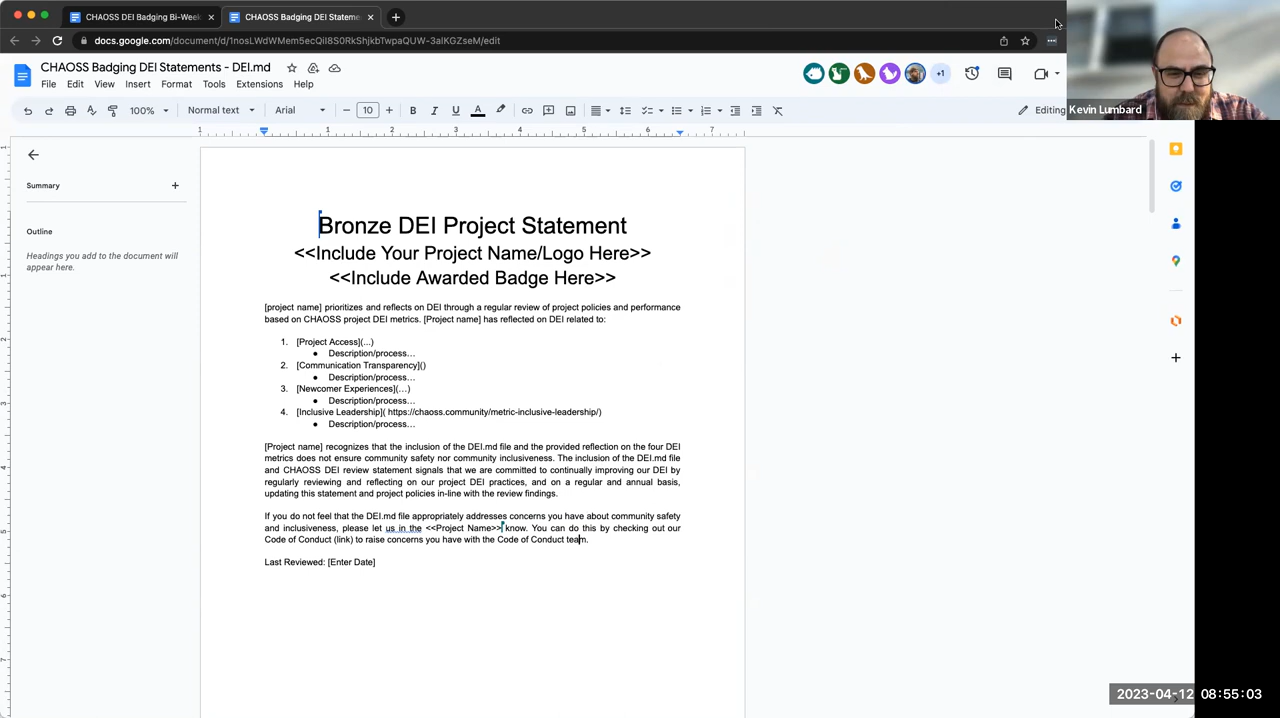 CHAOSS DEI Badging Bi-Week
CHAOSS Badging DEI Stateme
docs.google.com/document/d/1nosLWdWMem5ecQiI8S0RkShjkbTwpaQUW-3aIKGZseM/edit
CHAOSS Badging DEI Statements - DEI.md
File Edit View Insert Format Tools Extensions Help
+1
100% Normal text Arial 10 B I U A Editing
Kevin Lumbard
1 1 2 3 4 5 6 7
Summary
Outline
Headings you add to the document will
appear here.
Bronze DEI Project Statement
<<Include Your Project Name/Logo Here>>
<<Include Awarded Badge Here>>
[project name] prioritizes and reflects on DEI through a regular review of project policies and performance
based on CHAOSS project DEI metrics. [Project name] has reflected on DEI related to:
1. [Project Access](...)
● Description/process…
2. [Communication Transparency]()
● Description/process…
3. [Newcomer Experiences](…)
● Description/process…
4. [Inclusive Leadership]( https://chaoss.community/metric-inclusive-leadership/)
● Description/process…
[Project name] recognizes that the inclusion of the DEI.md file and the provided reflection on the four DEI
metrics does not ensure community safety nor community inclusiveness. The inclusion of the DEI.md file
and CHAOSS DEI review statement signals that we are committed to continually improving our DEI by
regularly reviewing and reflecting on our project DEI practices, and on a regular and annual basis,
updating this statement and project policies in-line with the review findings.
If you do not feel that the DEI.md file appropriately addresses concerns you have about community safety
and inclusiveness, please let us in the <<Project Name>> know. You can do this by checking out our
Code of Conduct (link) to raise concerns you have with the Code of Conduct team.
Last Reviewed: [Enter Date]
2023-04-12 08:55:03